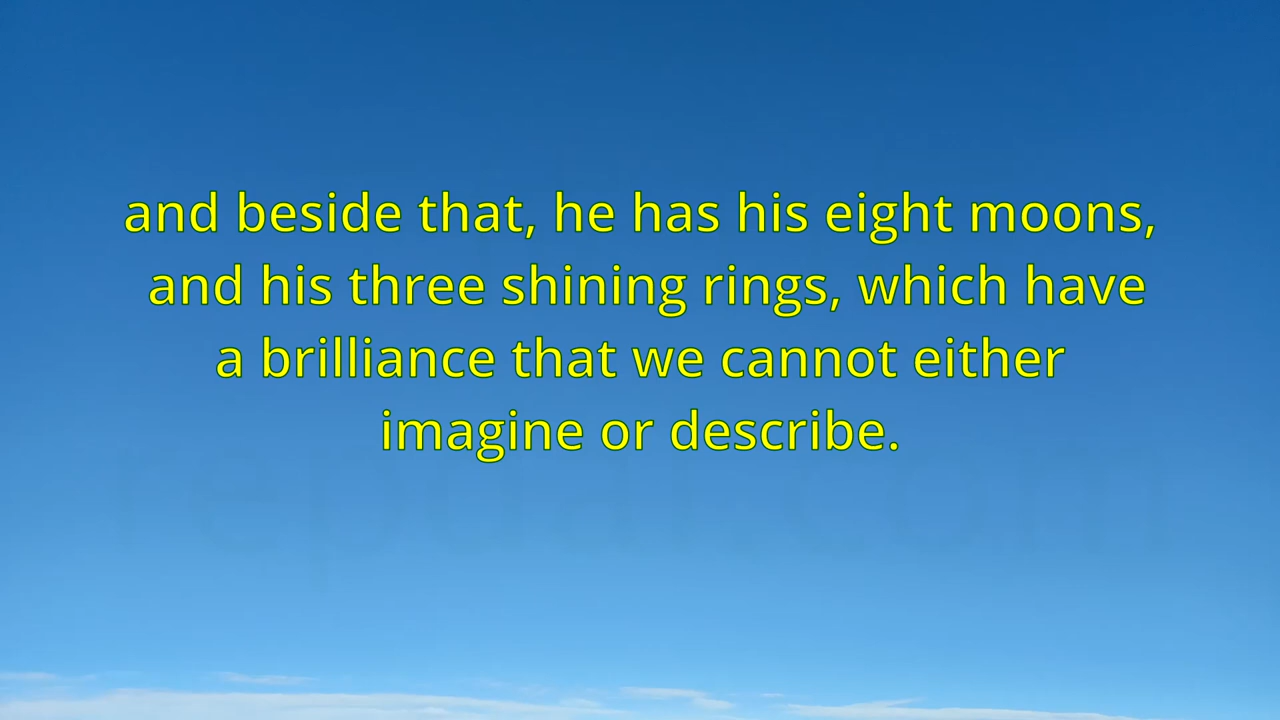 and beside that, he has his eight moons,
and his three shining rings, which have
a brilliance that we cannot either
imagine or describe.